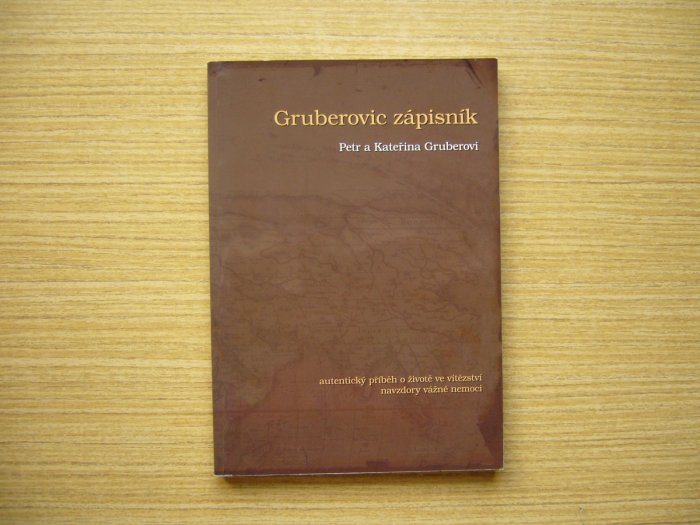 Gruberovic zápisník
Petr a Kateřina Gruberovi
autentický příběh o životě ve vítězství
navzdory vážné nemoci